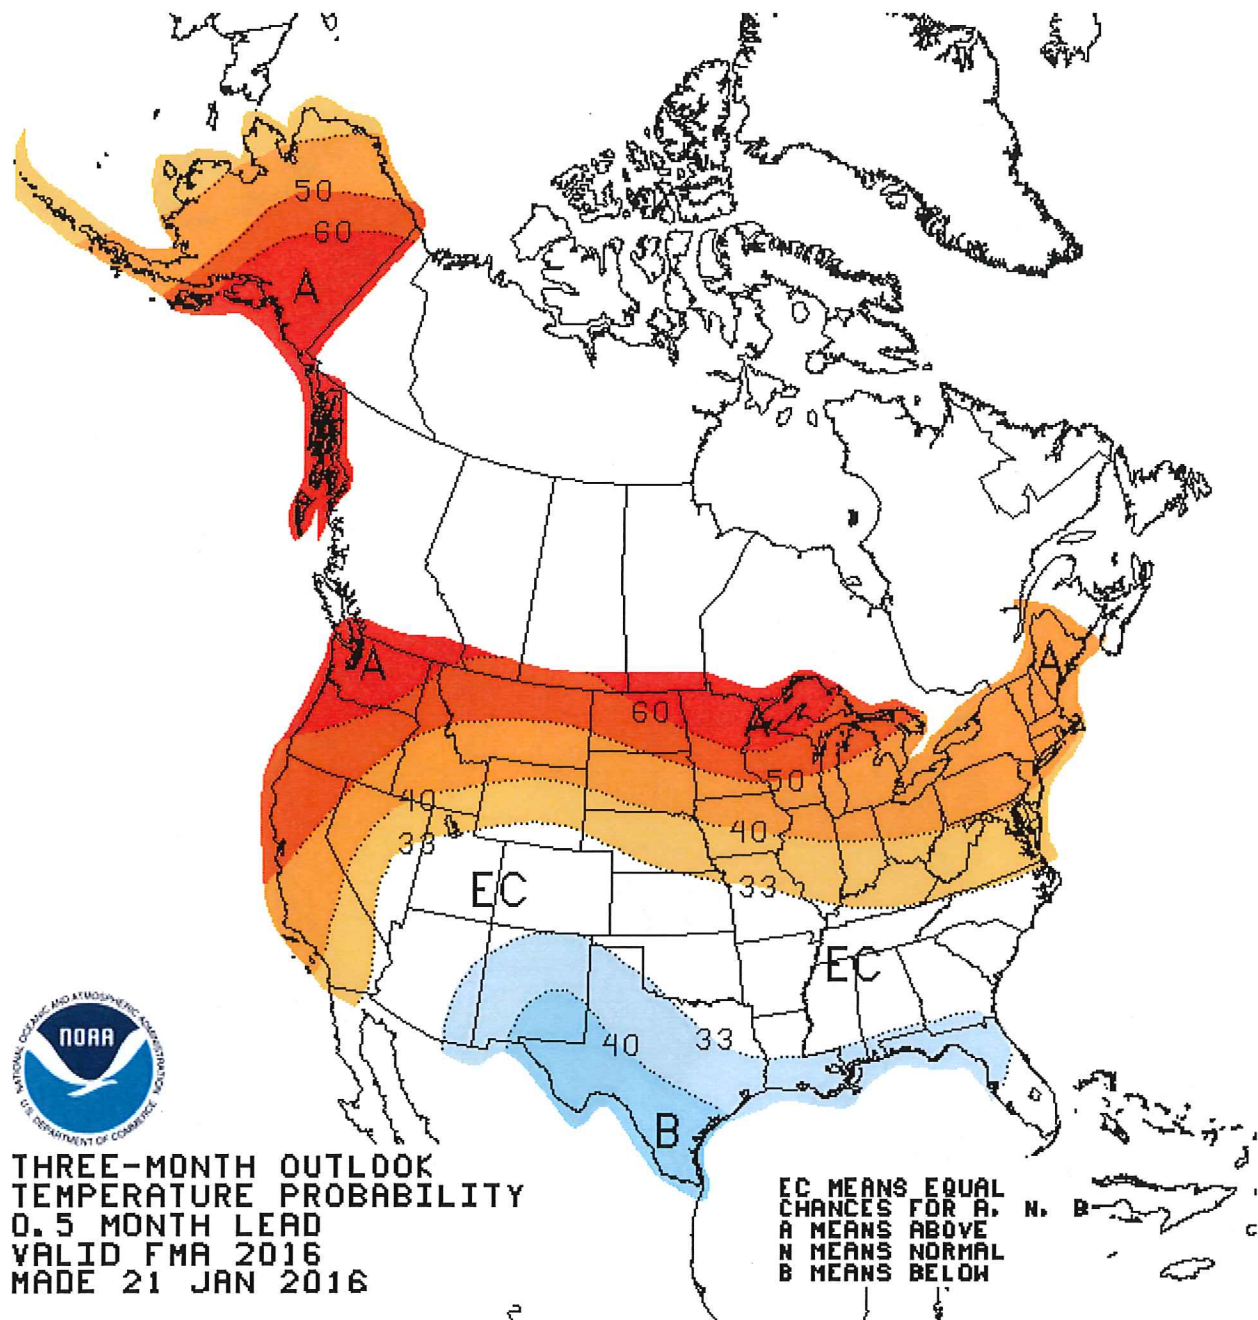 50
60
A
A
60
A
A
50
40
40
33
33
EC
EC
40
33
B
NATIONAL OCEANIC AND ATMOSPHERIC ADMINISTRATION
NOAA
U.S. DEPARTMENT OF COMMERCE
THREE-MONTH OUTLOOK
TEMPERATURE PROBABILITY
0.5 MONTH LEAD
VALID FMA 2016
MADE 21 JAN 2016
EC MEANS EQUAL
CHANCES FOR A, N, B
A MEANS ABOVE
N MEANS NORMAL
B MEANS BELOW